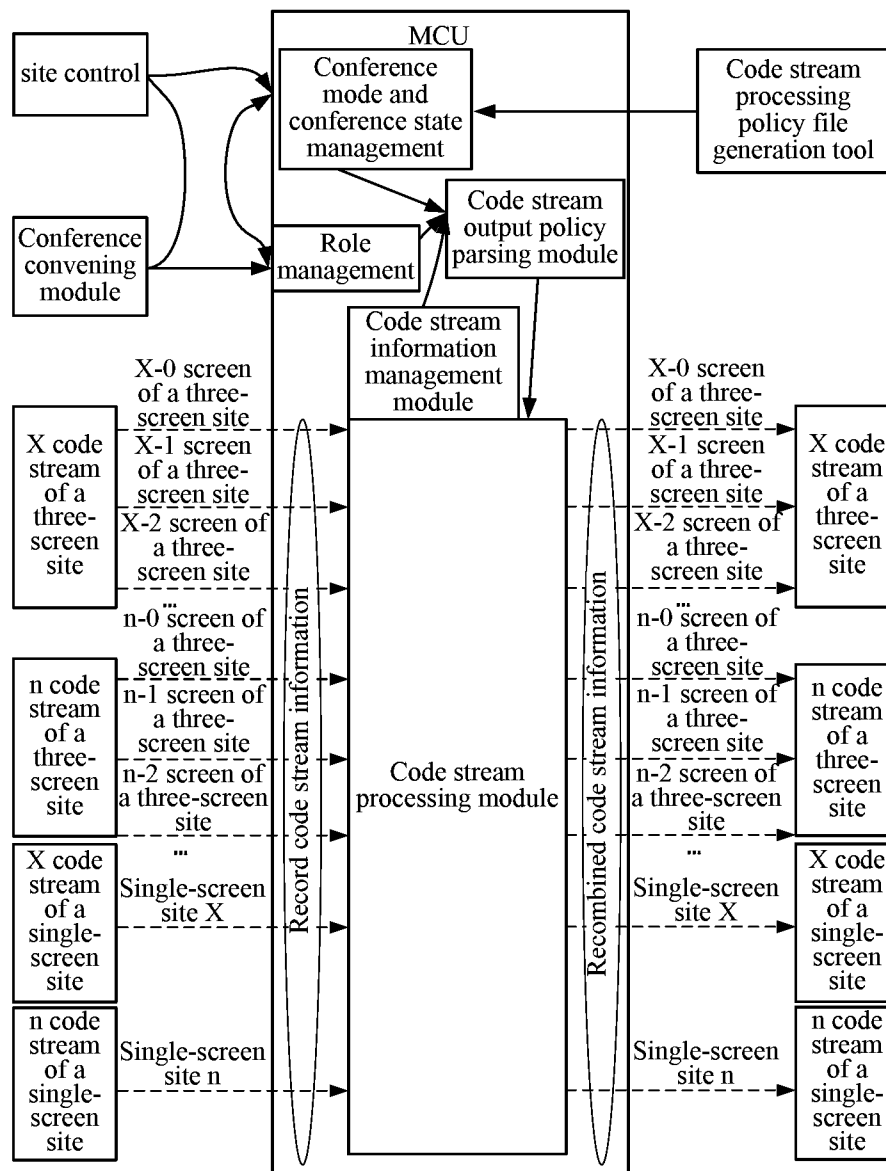 MCU
site control
Conference
mode and
conference state
management
Code stream
processing
policy file
generation tool
Code stream
output policy
parsing module
Conference
convening
module
Role
management
Code stream
information
management
module
X code
stream
of a
three-
screen
site
X-0 screen
of a three-
screen site
X-1 screen
of a three-
screen site
X-2 screen of
a three-
screen site
...
n-0 screen of
a three-
screen site
n code
stream
of a
three-
screen
site
n-1 screen of
a three-
screen site
n-2 screen of
a three-screen
site
...
X code
stream
of a
single-
screen
site
Single-screen
site X
n code
stream
of a
single-
screen
site
Single-screen
site n
Record code stream information
Code stream
processing module
Recombined code stream information
X-0 screen
of a three-
screen site
X-1 screen
of a three-
screen site
X-2 screen of
a three-
screen site
...
n-0 screen of
a three-
screen site
n-1 screen of
a three-
screen site
n-2 screen of
a three-screen
site
...
Single-screen
site X
Single-screen
site n
X code
stream
of a
three-
screen
site
n code
stream
of a
three-
screen
site
X code
stream
of a
single-
screen
site
n code
stream
of a
single-
screen
site